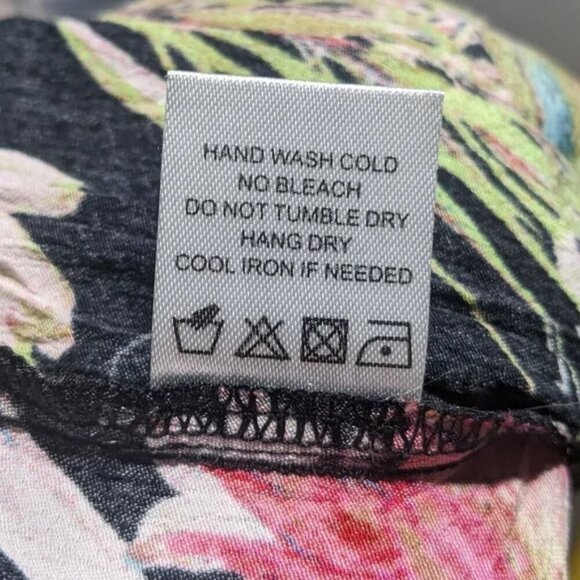 HAND WASH COLD
NO BLEACH
DO NOT TUMBLE DRY
HANG DRY
COOL IRON IF NEEDED